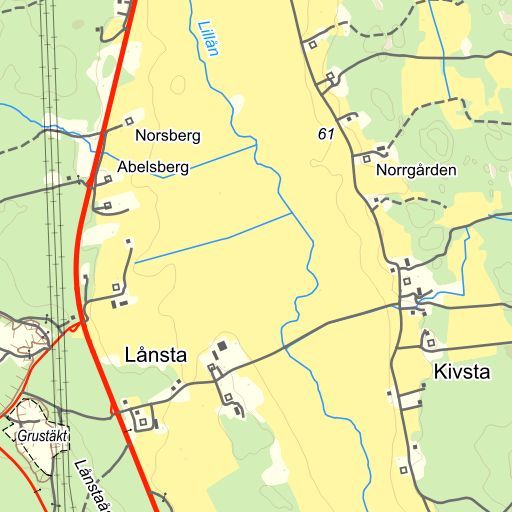 Lillån
Norsberg
61
Abelsberg
Norrgården
Lånsta
Kivsta
Grustäkt
Lånstaå